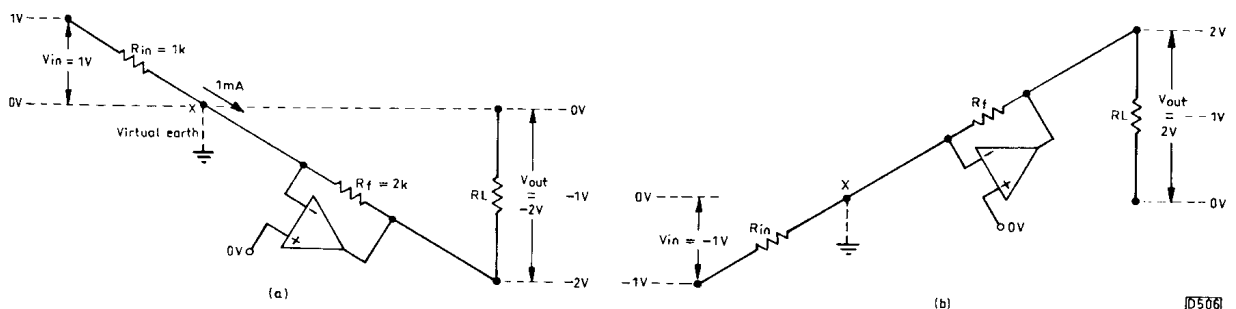 1V
Vin = 1V
Rin = 1k
1mA
0V
X
Virtual earth
Rf = 2k
-
+
0V
RL
0V
Vout
=
-2V
-1V
-2V
(a)
0V
Vin = -1V
-1V
Rin
X
Rf
-
+
0V
RL
2V
Vout
=
2V
1V
0V
(b)
D506